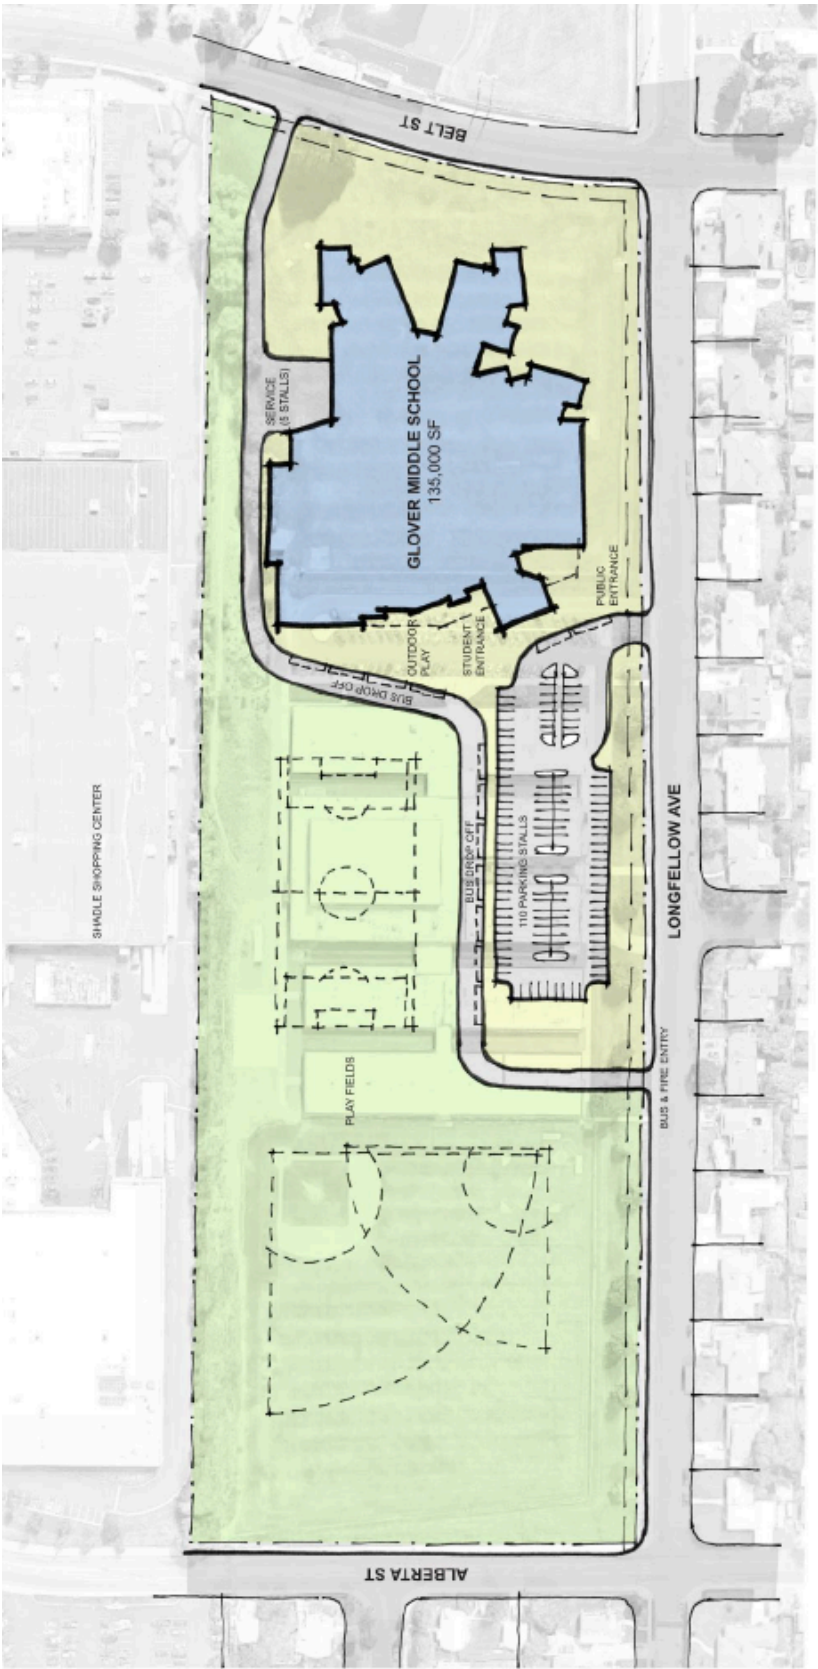 BELT ST
SERVICE
(5 STALLS)
GLOVER MIDDLE SCHOOL
135,000 SF
PUBLIC
ENTRANCE
OUTDOOR
PLAY
STUDENT
ENTRANCE
BUS DROP OFF
BUS DROP OFF
110 PARKING STALLS
SHADLE SHOPPING CENTER
LONGFELLOW AVE
PLAY FIELDS
BUS & FIRE ENTRY
ALBERTA ST